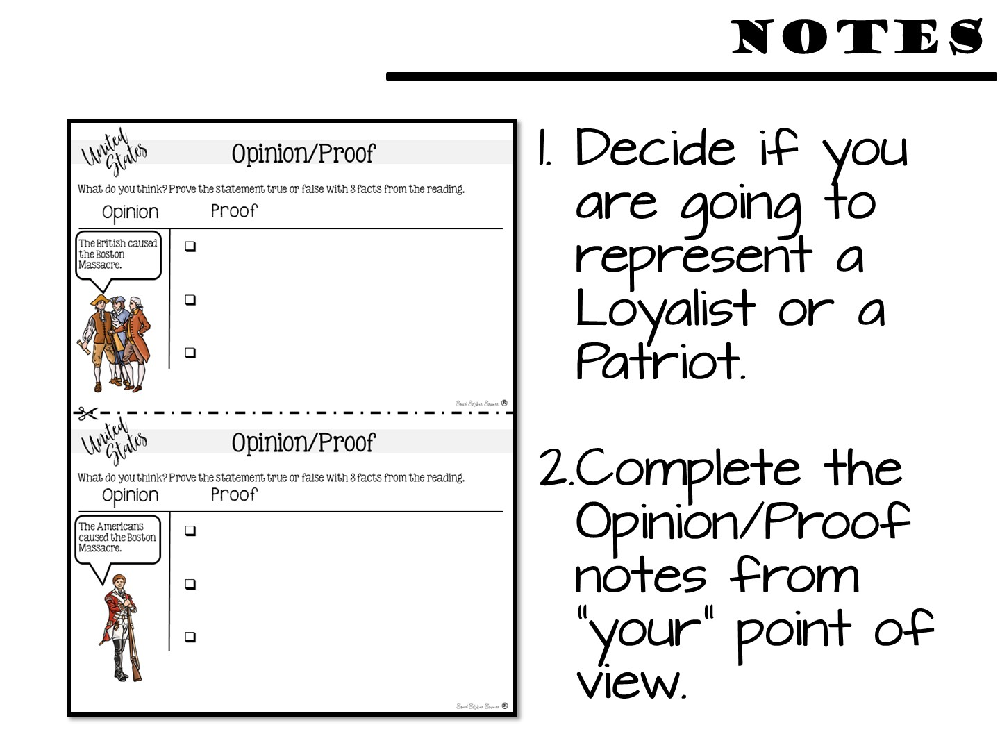 NOTES
United
States
Opinion/Proof
What do you think? Prove the statement true or false with 3 facts from the reading.
Opinion Proof
The British caused
the Boston
Massacre.
❑
❑
❑
®
United
States
Opinion/Proof
What do you think? Prove the statement true or false with 3 facts from the reading.
Opinion Proof
The Americans
caused the Boston
Massacre.
❑
❑
❑
®
1. Decide if you
are going to
represent a
Loyalist or a
Patriot.
2. Complete the
Opinion/Proof
notes from
"your" point of
view.